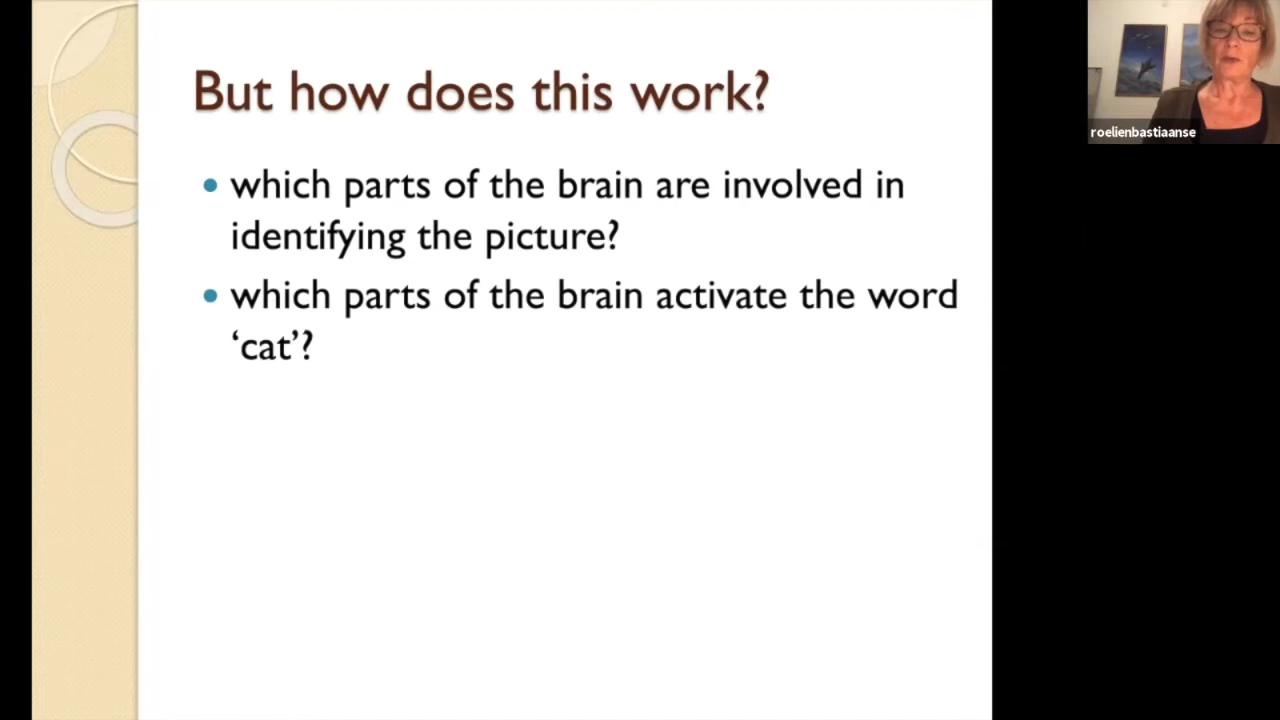 But how does this work?
which parts of the brain are involved in
identifying the picture?
which parts of the brain activate the word
‘cat’?
roelienbastiaanse